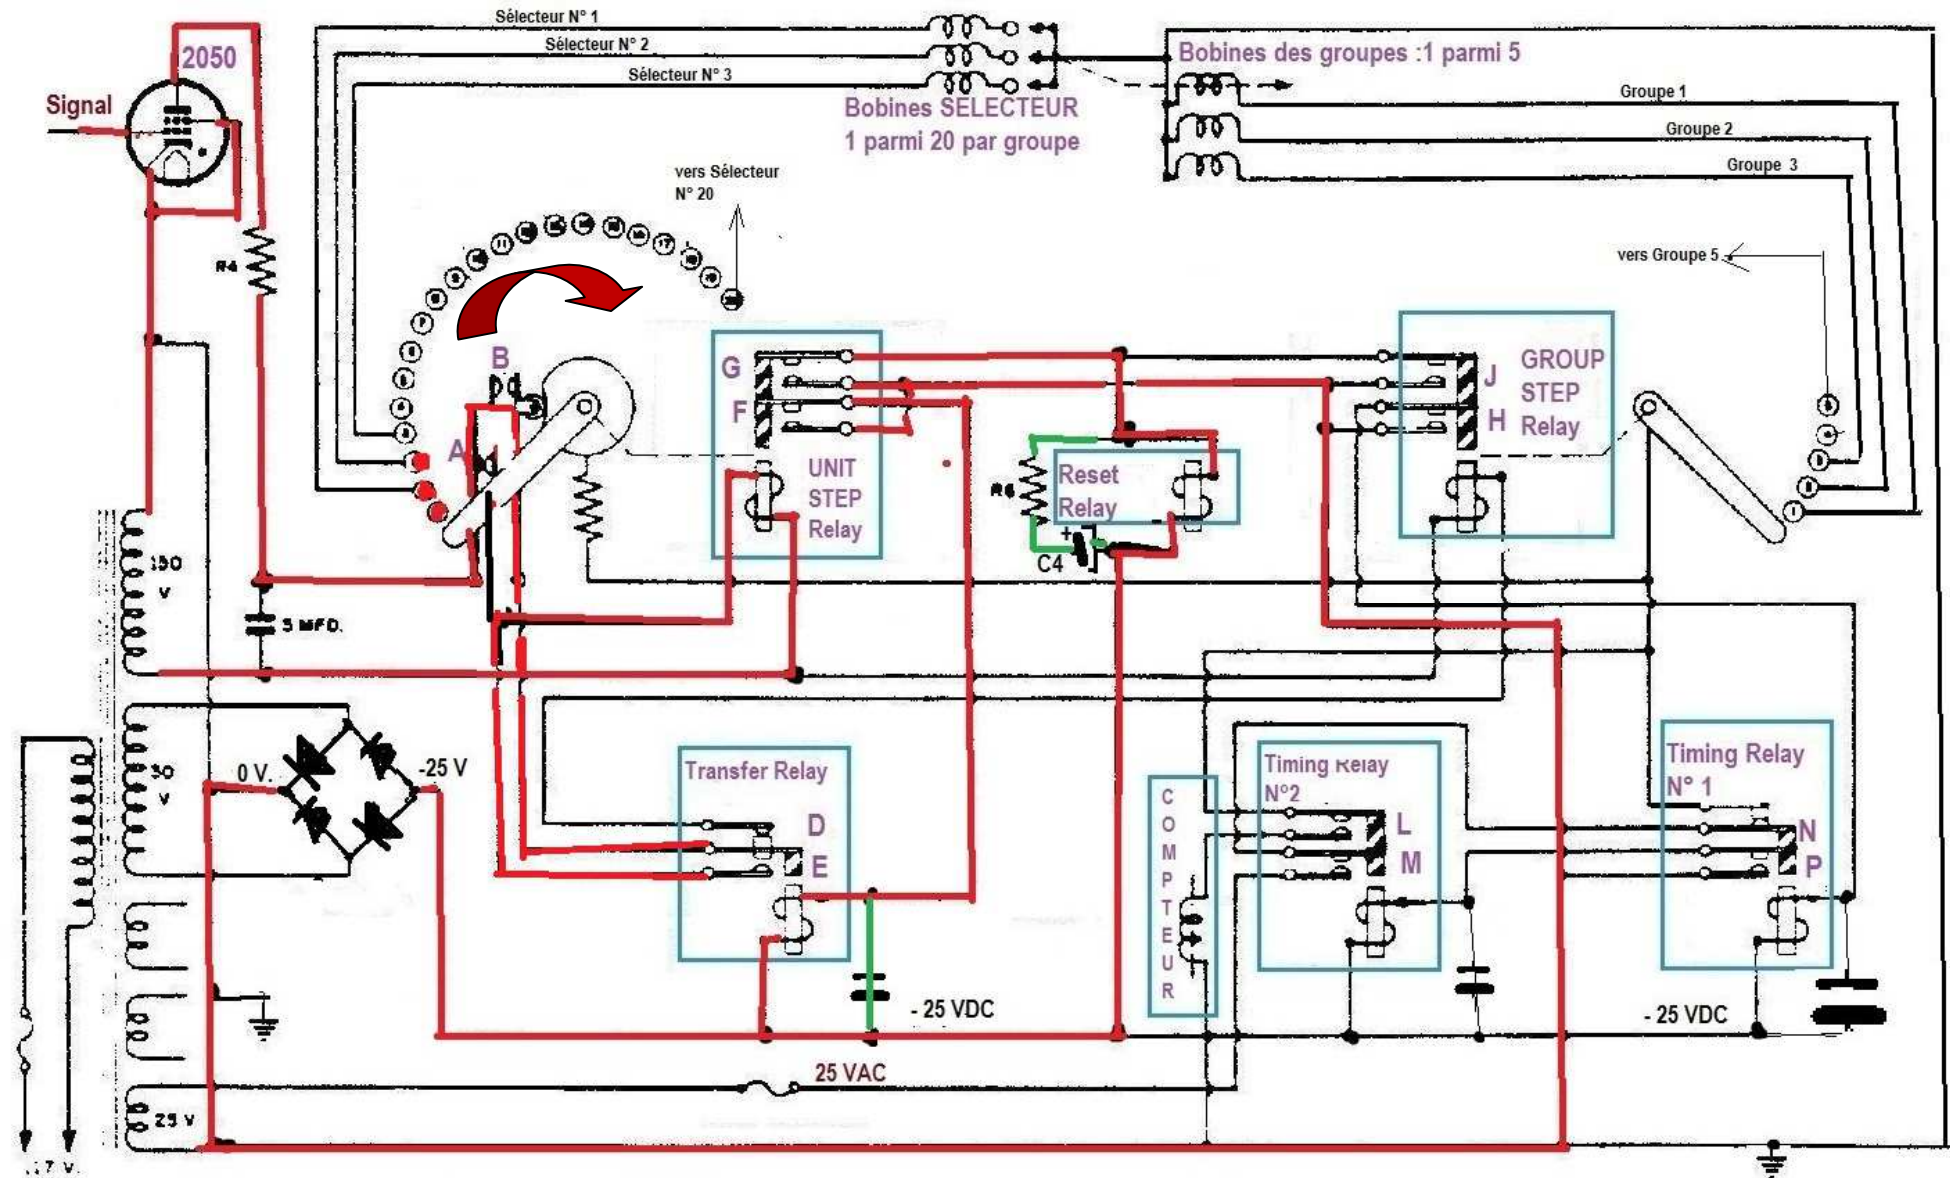 Sélecteur N° 1
Sélecteur N° 2
Sélecteur N° 3
2050
Signal
Bobines des groupes :1 parmi 5
Bobines SELECTEUR
1 parmi 20 par groupe
Groupe 1
Groupe 2
Groupe 3
vers Sélecteur
N° 20
vers Groupe 5
R4
11
17
B
A
G
F
UNIT
STEP
Relay
J
H
GROUP
STEP
Relay
Reset
Relay
R6
+
-
C4
150
V
5 MFD.
30
V
0 V.
-25 V
Transfer Relay
D
E
COMPTEUR
Timing Relay
N°2
L
M
Timing Relay
N° 1
N
P
- 25 VDC
- 25 VDC
25 VAC
25 V